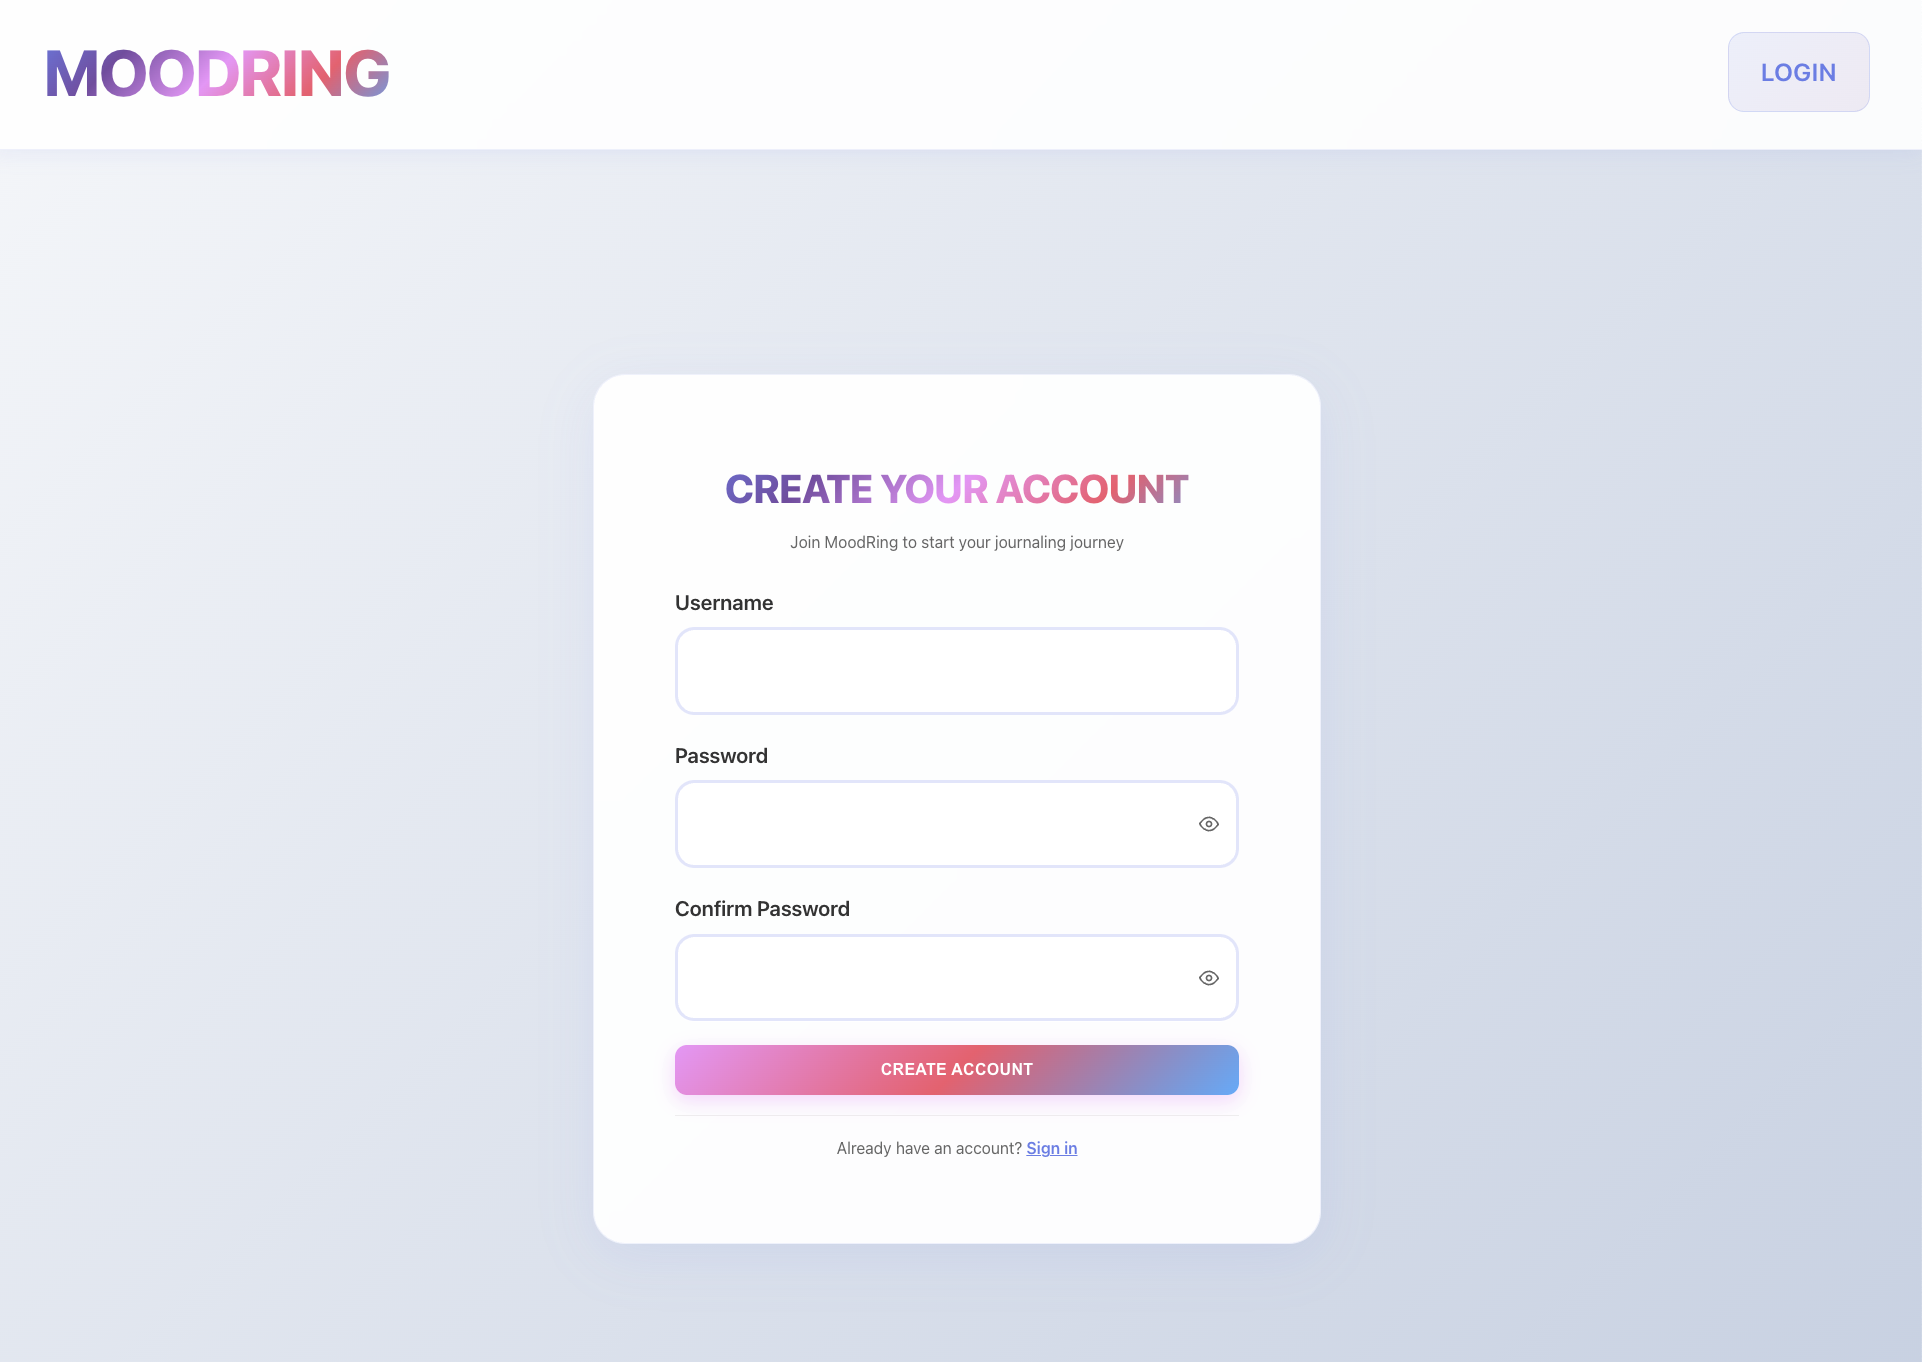 MOODRING
LOGIN
CREATE YOUR ACCOUNT
Join MoodRing to start your journaling journey
Username
Password
Confirm Password
CREATE ACCOUNT
Already have an account? Sign in